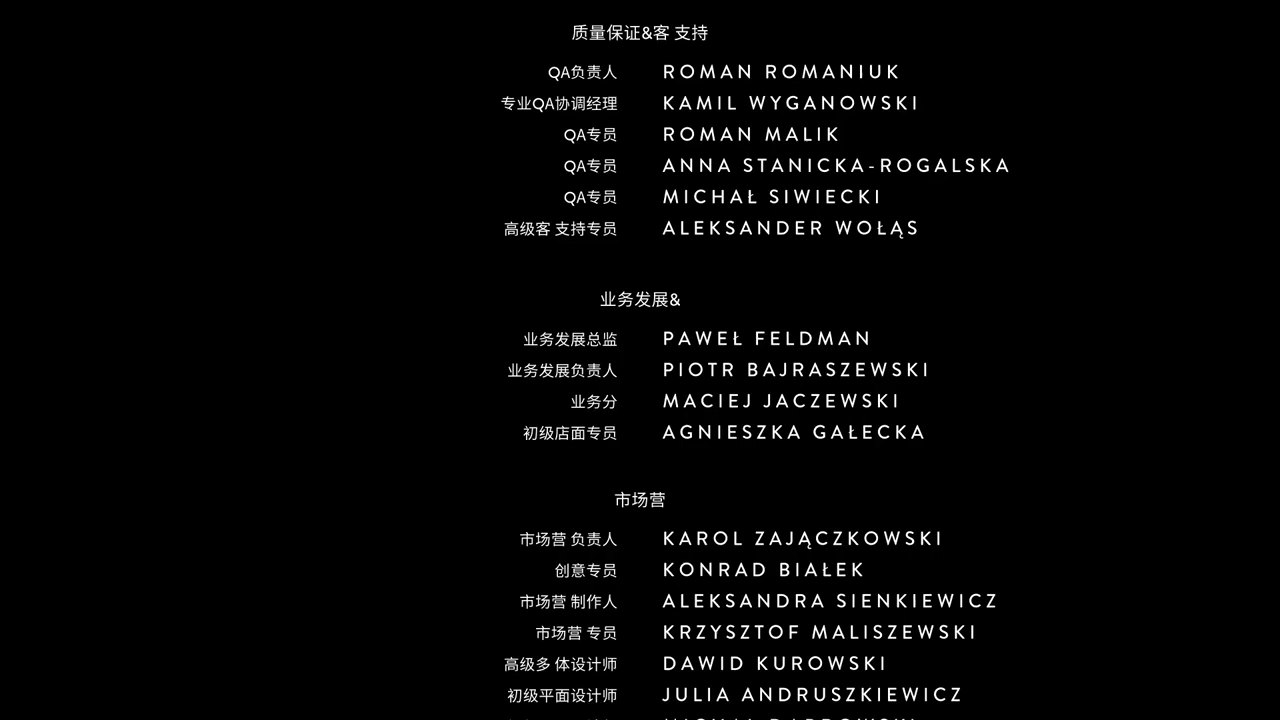 质量保证&客 支持
QA负责人 ROMAN ROMANIUK
专业QA协调经理 KAMIL WYGANOWSKI
QA专员 ROMAN MALIK
QA专员 ANNA STANICKA-ROGALSKA
QA专员 MICHAŁ SIWIECKI
高级客 支持专员 ALEKSANDER WOŁĄS
业务发展&
业务发展总监 PAWEŁ FELDMAN
业务发展负责人 PIOTR BAJRASZEWSKI
业务分 MACIEJ JACZEWSKI
初级店面专员 AGNIESZKA GAŁECKA
市场营
市场营 负责人 KAROL ZAJĄCZKOWSKI
创意专员 KONRAD BIAŁEK
市场营 制作人 ALEKSANDRA SIENKIEWICZ
市场营 专员 KRZYSZTOF MALISZEWSKI
高级多 体设计师 DAWID KUROWSKI
初级平面设计师 JULIA ANDRUSZKIEWICZ